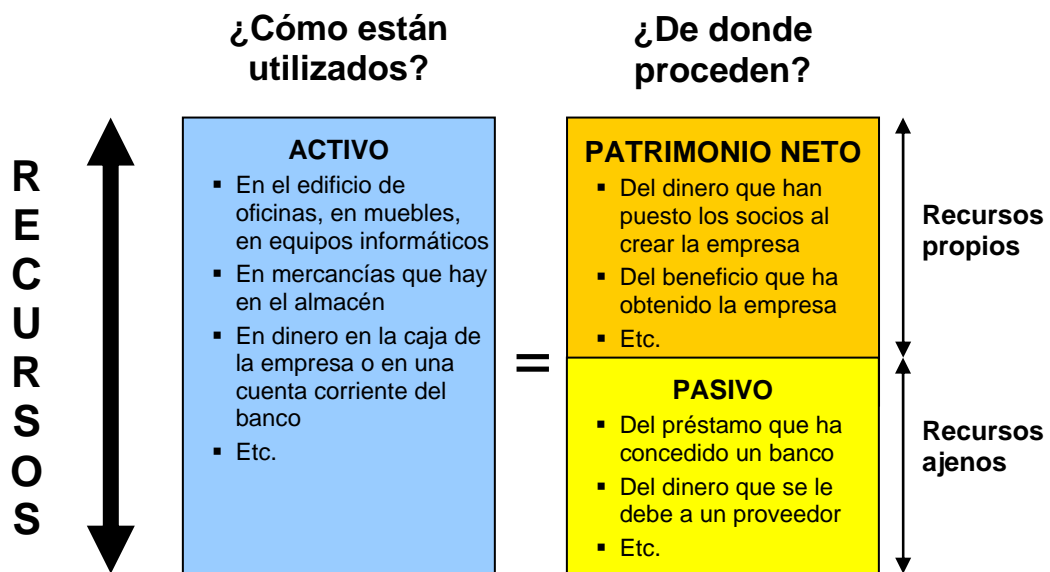 ¿Cómo están
utilizados?
¿De donde
proceden?
R
E
C
U
R
S
O
S
ACTIVO
▪ En el edificio de
oficinas, en muebles,
en equipos informáticos
▪ En mercancías que hay
en el almacén
▪ En dinero en la caja de
la empresa o en una
cuenta corriente del
banco
▪ Etc.
=
PATRIMONIO NETO
▪ Del dinero que han
puesto los socios al
crear la empresa
▪ Del beneficio que ha
obtenido la empresa
▪ Etc.
Recursos
propios
PASIVO
▪ Del préstamo que ha
concedido un banco
▪ Del dinero que se le
debe a un proveedor
▪ Etc.
Recursos
ajenos